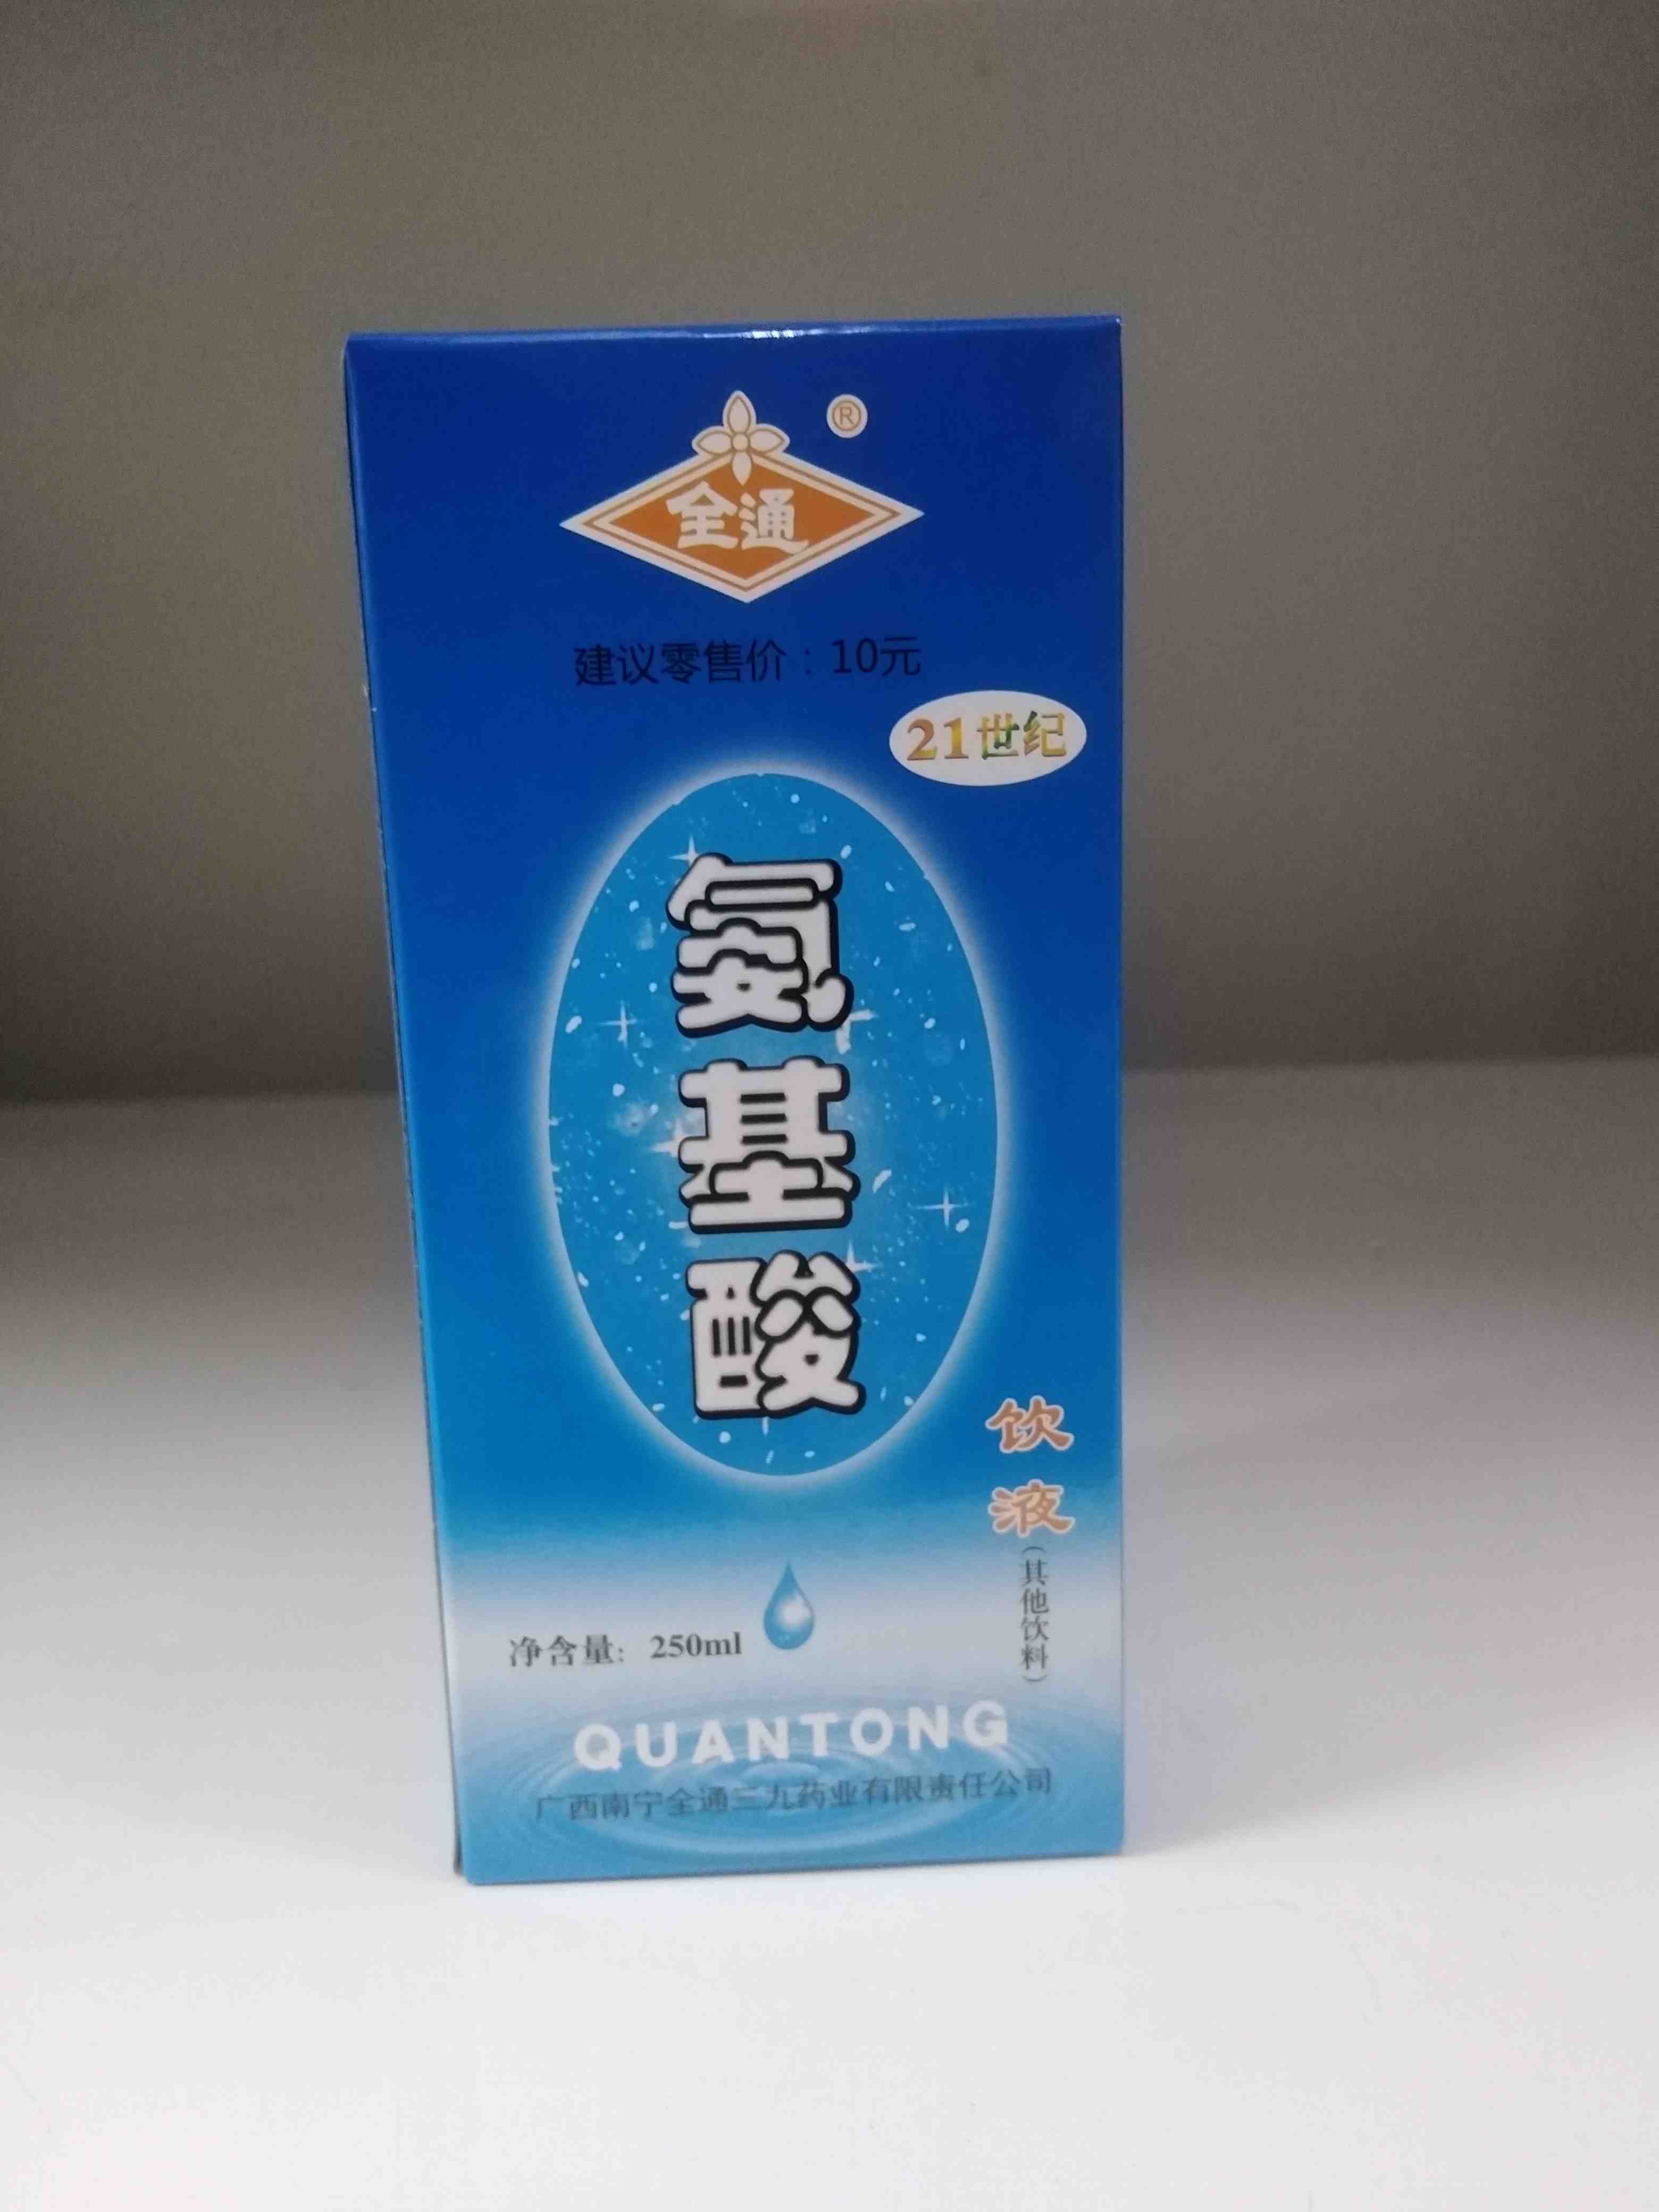 全通
®
建议零售价：10元
21世纪
氨基酸
饮液
（其他饮料）
净含量：250ml
QUANTONG
广西南宁全通三九药业有限责任公司